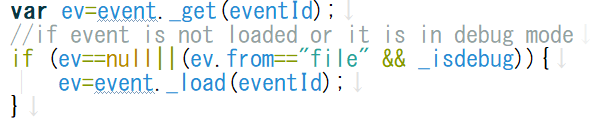 var ev=event._get(eventId);↓
//if event is not loaded or it is in debug mode↓
if (ev==null||(ev.from=="file" && _isdebug)){↓
    ev=event._load(eventId);↓
}↓